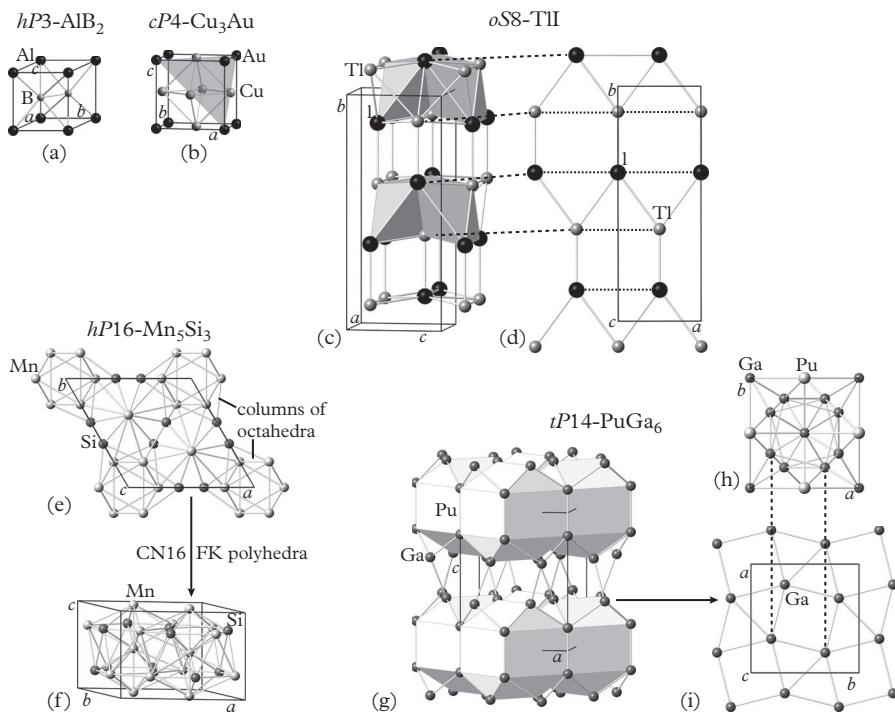 hP3-AlB₂
cP4-Cu₃Au
oS8-TlI
Al
c
B
a
b
(a)
Au
c
Cu
b
a
(b)
Tl
b
l
a
c
(c)
b
l
Tl
c
a
(d)
hP16-Mn₅Si₃
Mn
b
columns of
octahedra
Si
c
a
(e)
CN16 FK polyhedra
Mn
c
Si
b
a
(f)
tP14-PuGa₆
Pu
Ga
c
a
(g)
Ga
Pu
b
a
(h)
a
Ga
c
b
(i)